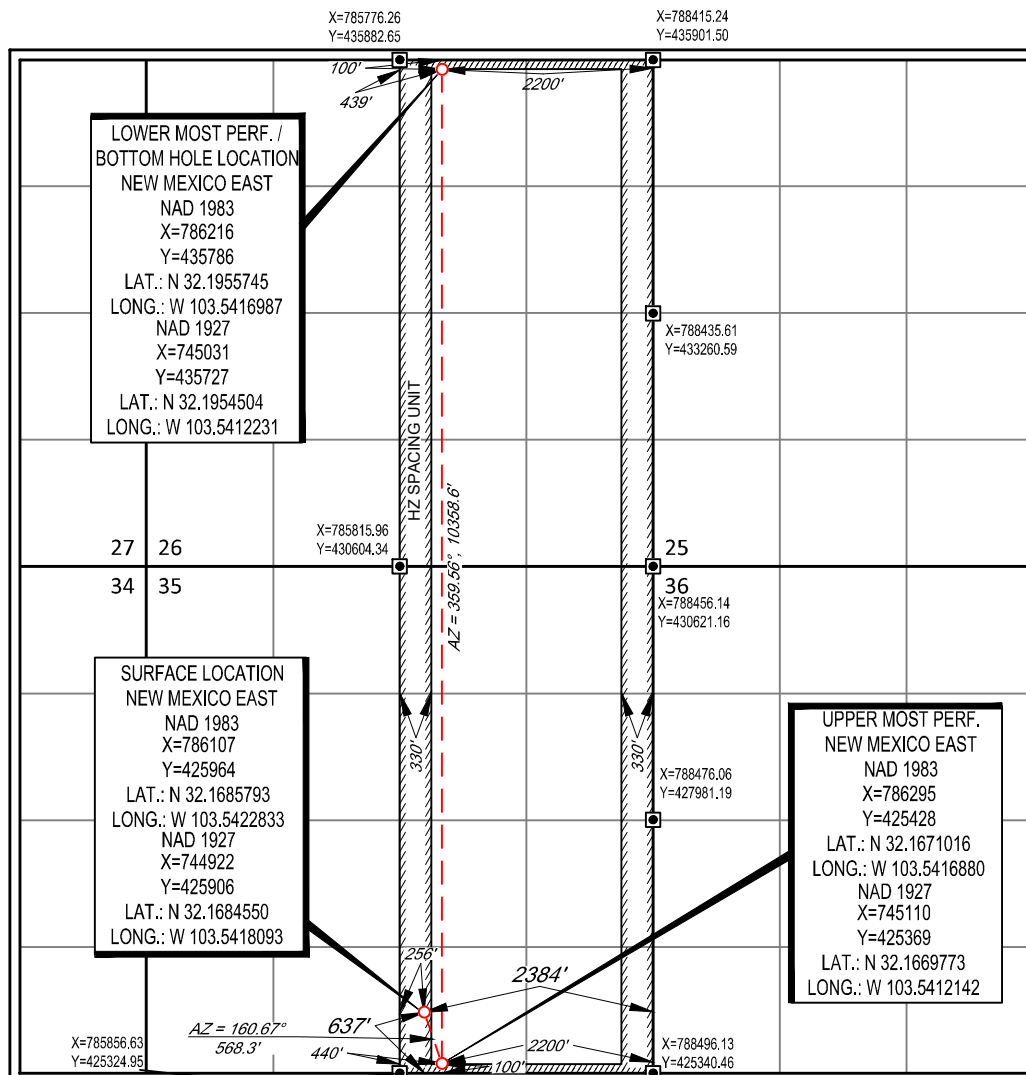 X=785776.26
Y=435882.65
X=788415.24
Y=435901.50
100'
439'
2200'
LOWER MOST PERF. /
BOTTOM HOLE LOCATION
NEW MEXICO EAST
NAD 1983
X=786216
Y=435786
LAT.: N 32.1955745
LONG.: W 103.5416987
NAD 1927
X=745031
Y=435727
LAT.: N 32.1954504
LONG.: W 103.5412231
X=788435.61
Y=433260.59
HZ SPACING UNIT
AZ = 359.56°, 10358.6'
X=785815.96
Y=430604.34
27 26
34 35
25
36
X=788456.14
Y=430621.16
SURFACE LOCATION
NEW MEXICO EAST
NAD 1983
X=786107
Y=425964
LAT.: N 32.1685793
LONG.: W 103.5422833
NAD 1927
X=744922
Y=425906
LAT.: N 32.1684550
LONG.: W 103.5418093
330'
330'
X=788476.06
Y=427981.19
UPPER MOST PERF.
NEW MEXICO EAST
NAD 1983
X=786295
Y=425428
LAT.: N 32.1671016
LONG.: W 103.5416880
NAD 1927
X=745110
Y=425369
LAT.: N 32.1669773
LONG.: W 103.5412142
256'
2384'
637'
AZ = 160.67°
568.3'
440'
2200'
100'
X=785856.63
Y=425324.95
X=788496.13
Y=425340.46